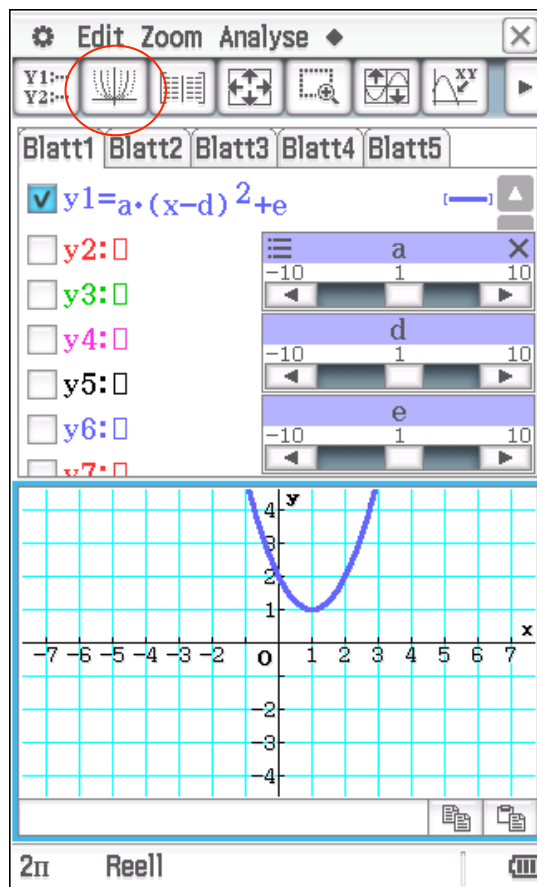 Edit Zoom Analyse
Y1:··· XY
Y2:···
Blatt1 Blatt2 Blatt3 Blatt4 Blatt5
y1=a·(x-d)²+e
y2:▯
y3:▯
y4:▯
y5:▯
y6:▯
y7:▯
a
-10 1 10
d
-10 1 10
e
-10 1 10
y
4
3
2
1
x
-7 -6 -5 -4 -3 -2 0 1 2 3 4 5 6 7
-2
-3
-4
2π Reell